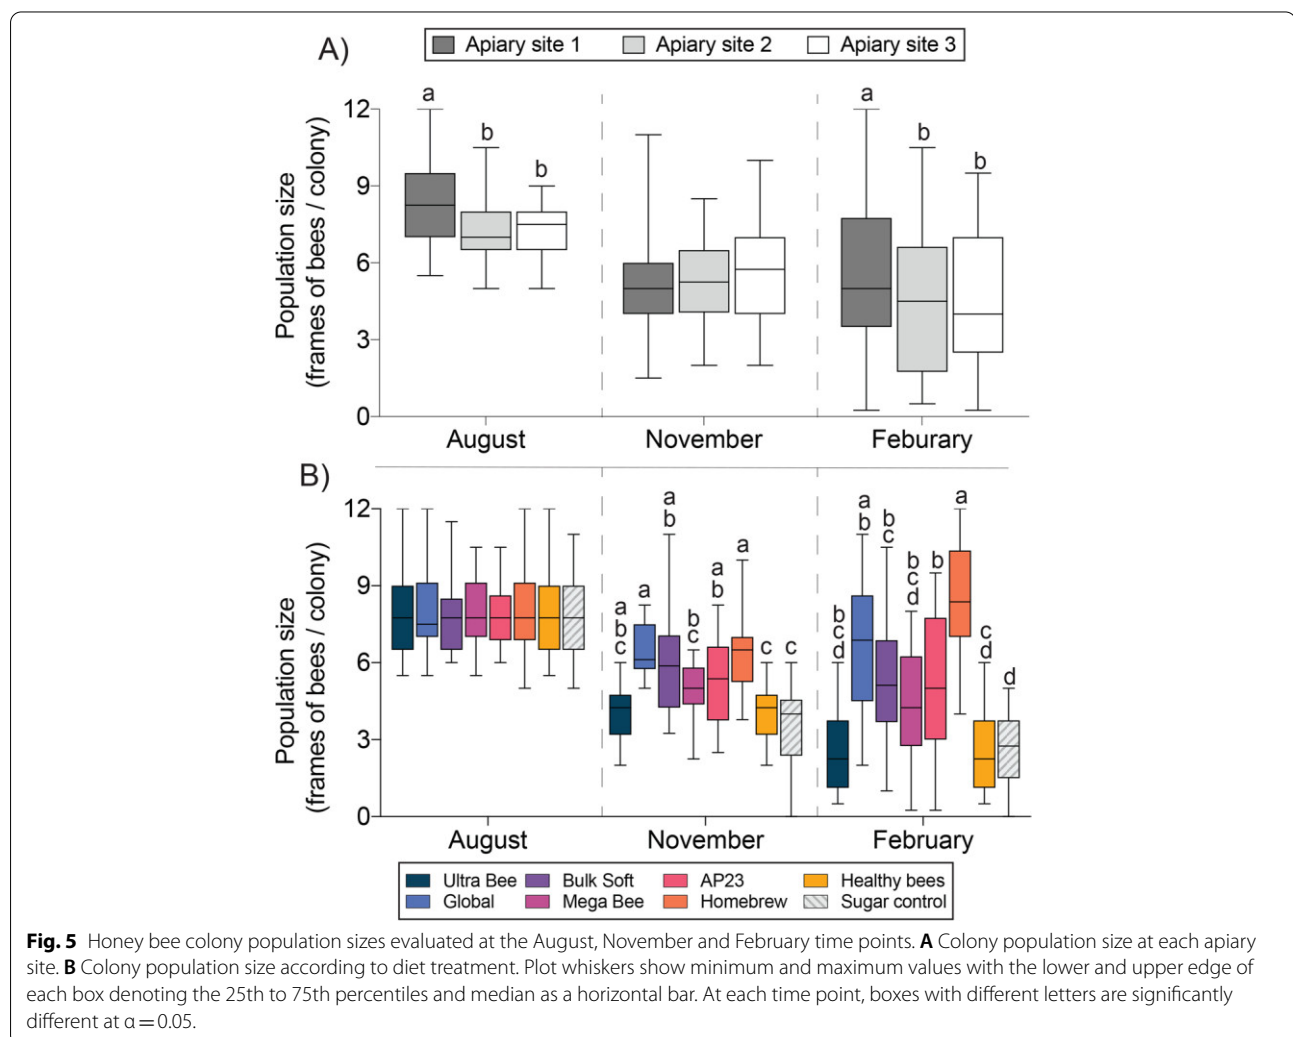 A)
Apiary site 1 Apiary site 2 Apiary site 3
Population size
(frames of bees / colony)
12
9
6
3
0
a
b
b
a
b
b
August November Feburary
B)
Population size
(frames of bees / colony)
12
9
6
3
0
a
b
c
a
a
b
b
c
a
b
a
c
c
b
c
d
a
b
b
c
b
c
d
b
a
c
d
d
August November February
Ultra Bee Bulk Soft AP23 Healthy bees
Global Mega Bee Homebrew Sugar control
Fig. 5 Honey bee colony population sizes evaluated at the August, November and February time points. A Colony population size at each apiary
site. B Colony population size according to diet treatment. Plot whiskers show minimum and maximum values with the lower and upper edge of
each box denoting the 25th to 75th percentiles and median as a horizontal bar. At each time point, boxes with different letters are significantly
different at α = 0.05.